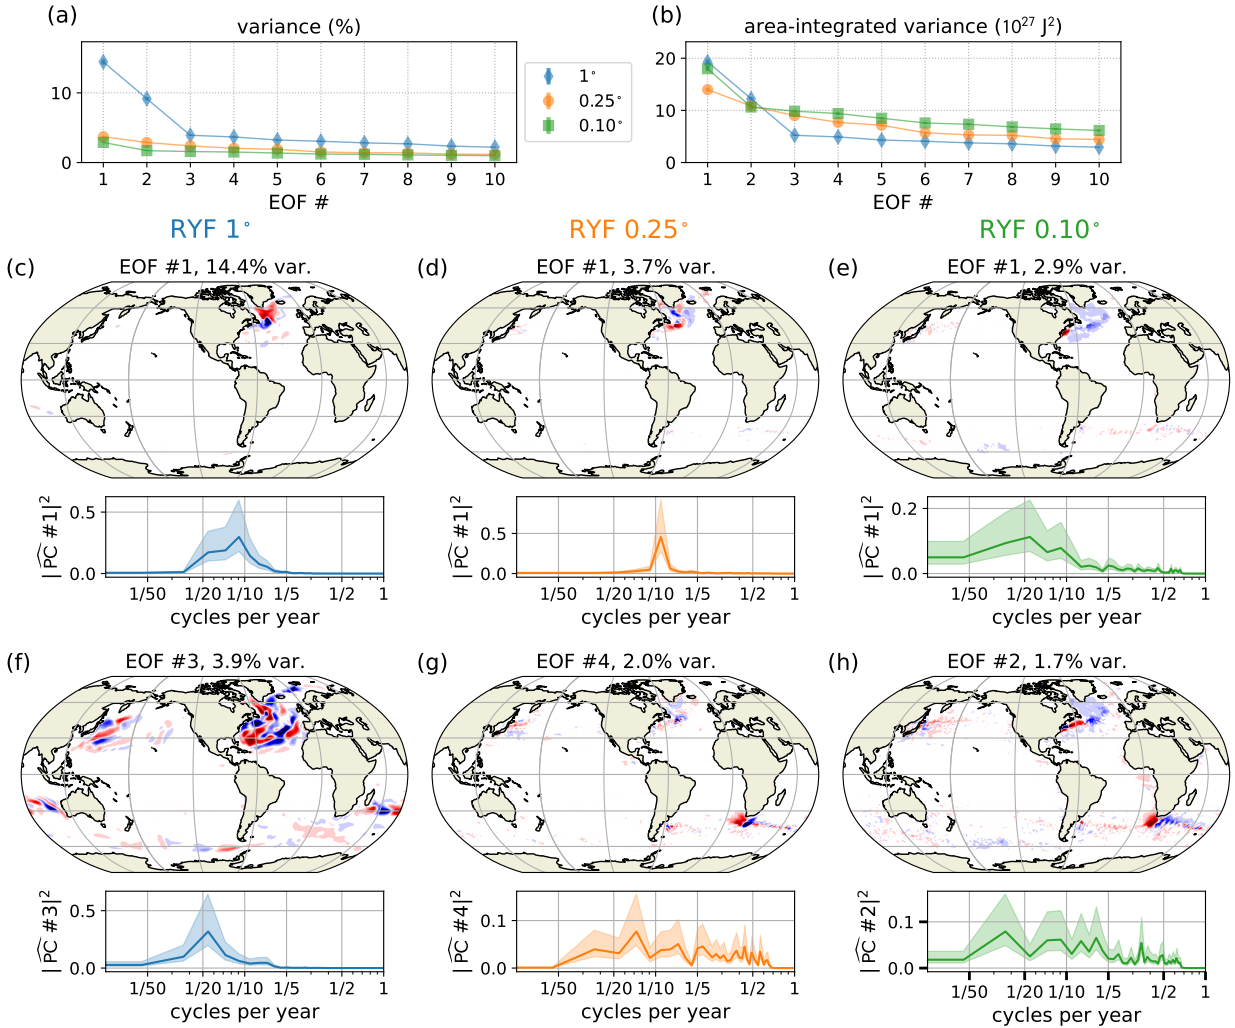 (a)
variance (%)
10
0
1 2 3 4 5 6 7 8 9 10
EOF #
1°
0.25°
0.10°
(b)
area-integrated variance (10²⁷ J²)
20
10
0
1 2 3 4 5 6 7 8 9 10
EOF #
RYF 1°
RYF 0.25°
RYF 0.10°
(c)
EOF #1, 14.4% var.
(d)
EOF #1, 3.7% var.
(e)
EOF #1, 2.9% var.
|P̂C #1|²
0.5
0.0
1/50 1/20 1/10 1/5 1/2 1
cycles per year
|P̂C #1|²
0.5
0.0
1/50 1/20 1/10 1/5 1/2 1
cycles per year
|P̂C #1|²
0.2
0.0
1/50 1/20 1/10 1/5 1/2 1
cycles per year
(f)
EOF #3, 3.9% var.
(g)
EOF #4, 2.0% var.
(h)
EOF #2, 1.7% var.
|P̂C #3|²
0.5
0.0
1/50 1/20 1/10 1/5 1/2 1
cycles per year
|P̂C #4|²
0.1
0.0
1/50 1/20 1/10 1/5 1/2 1
cycles per year
|P̂C #2|²
0.1
0.0
1/50 1/20 1/10 1/5 1/2 1
cycles per year